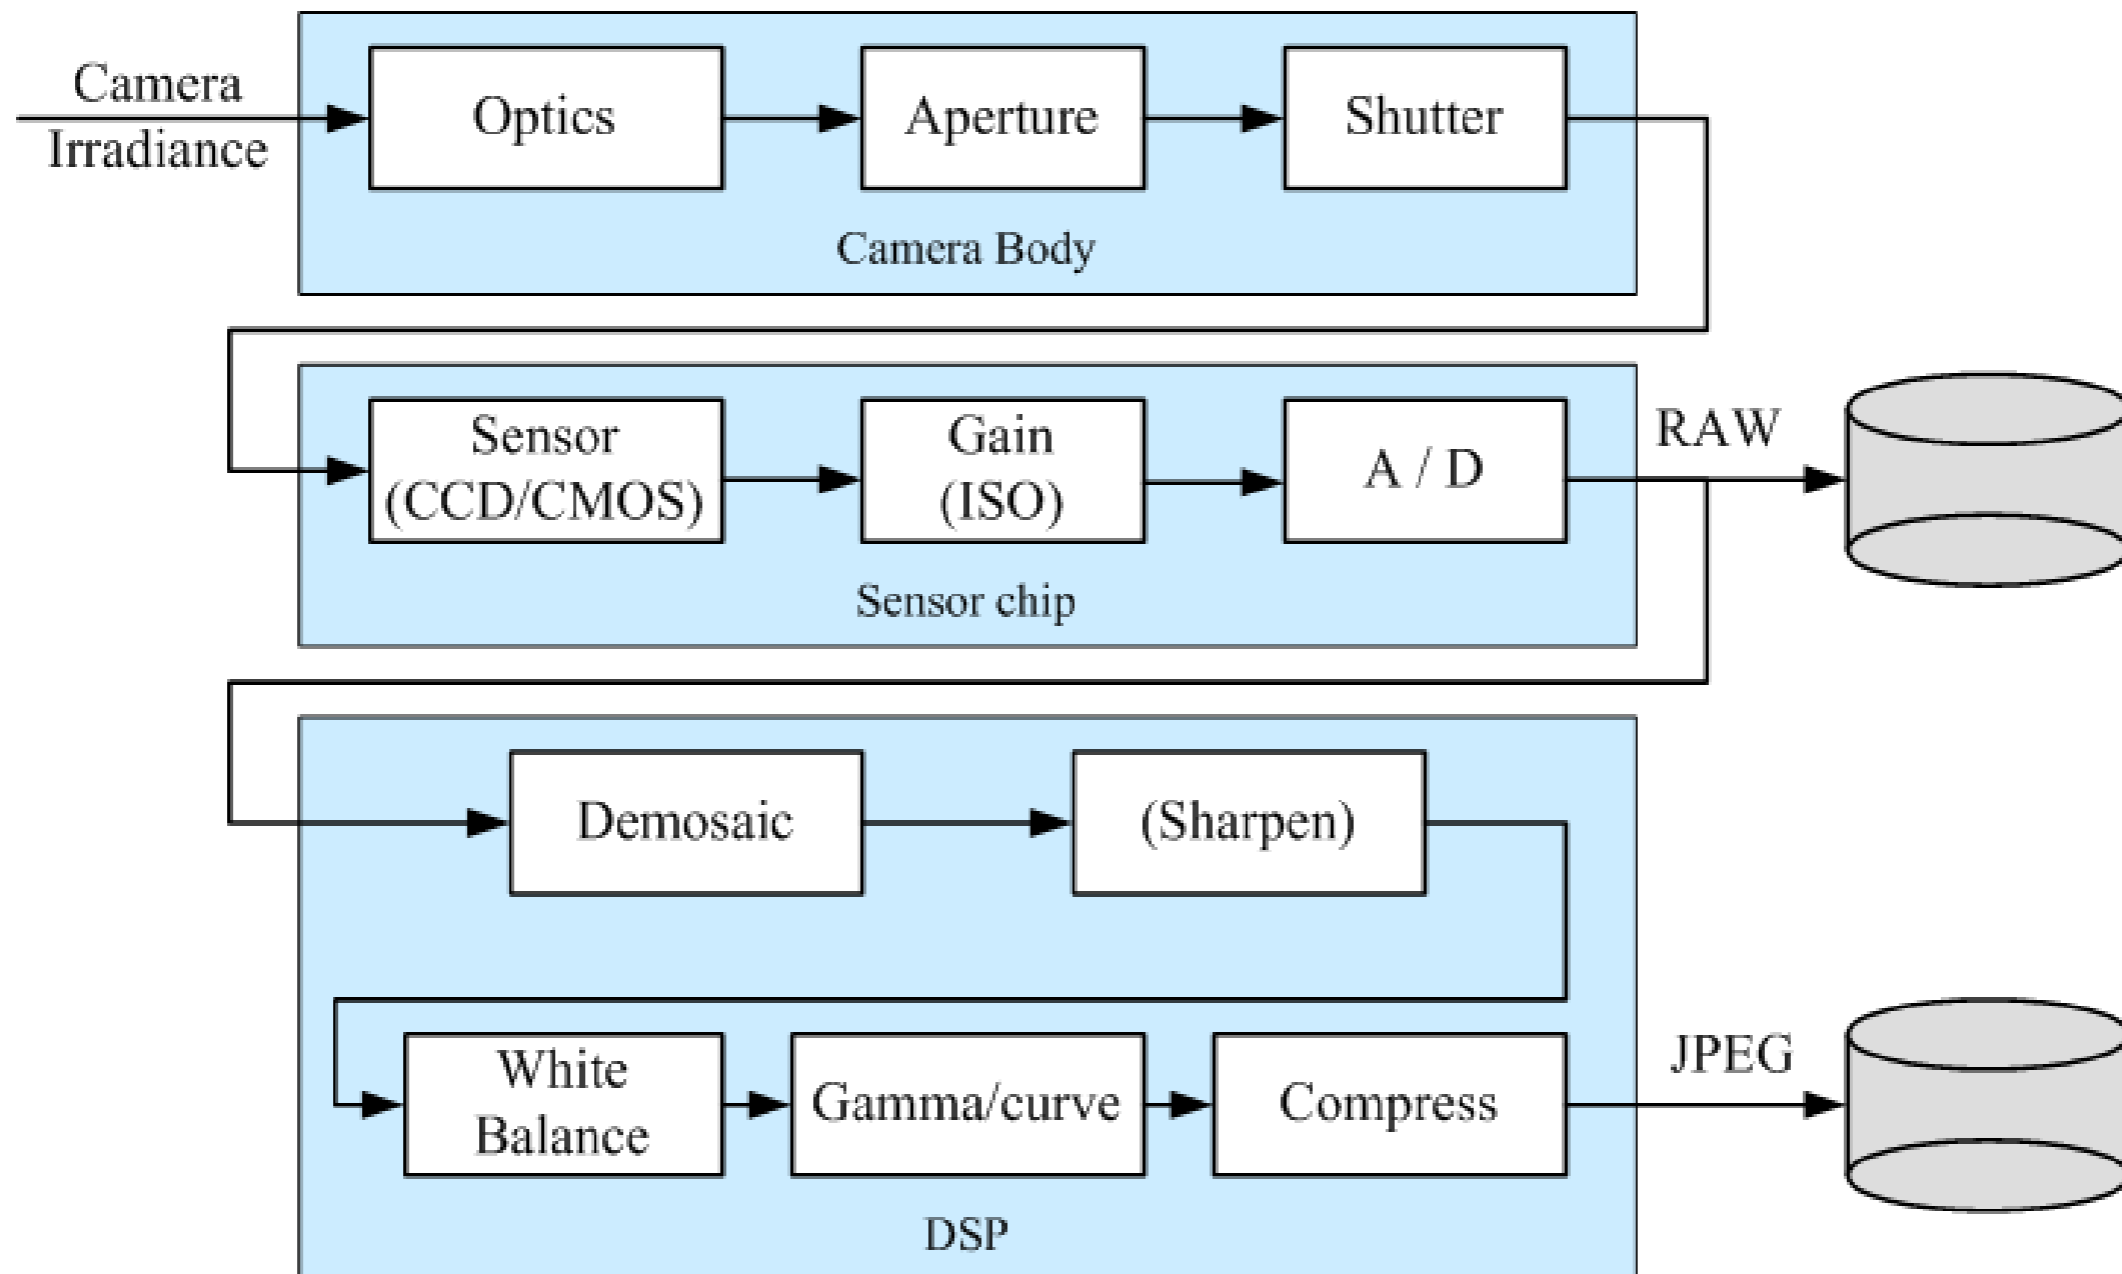 Camera
Irradiance
Optics
Aperture
Shutter
Camera Body
Sensor
(CCD/CMOS)
Gain
(ISO)
A / D
RAW
Sensor chip
Demosaic
(Sharpen)
White
Balance
Gamma/curve
Compress
JPEG
DSP